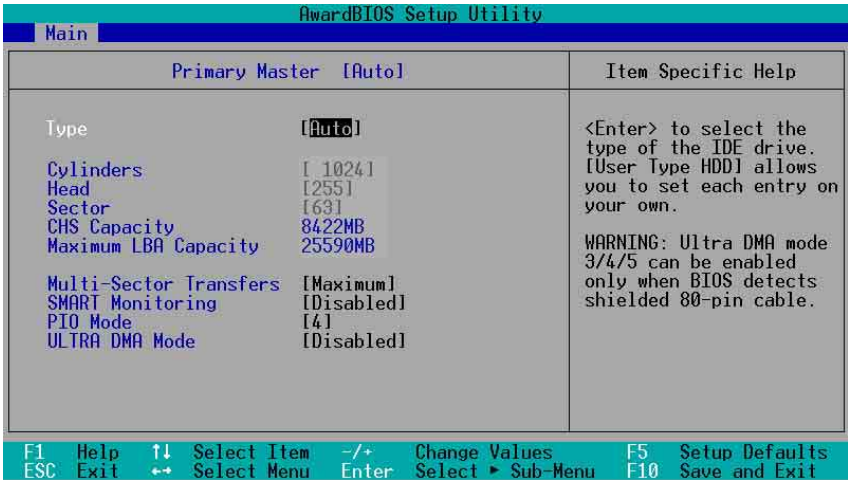 AwardBIOS Setup Utility
Main
Primary Master [Auto]
Item Specific Help
Type [Auto]
Cylinders [ 1024]
Head [255]
Sector [63]
CHS Capacity 8422MB
Maximum LBA Capacity 25590MB
Multi-Sector Transfers [Maximum]
SMART Monitoring [Disabled]
PIO Mode [4]
ULTRA DMA Mode [Disabled]
<Enter> to select the
type of the IDE drive.
[User Type HDD] allows
you to set each entry on
your own.
WARNING: Ultra DMA mode
3/4/5 can be enabled
only when BIOS detects
shielded 80-pin cable.
F1 Help ↑↓ Select Item -/+ Change Values F5 Setup Defaults
ESC Exit ←→ Select Menu Enter Select ► Sub-Menu F10 Save and Exit